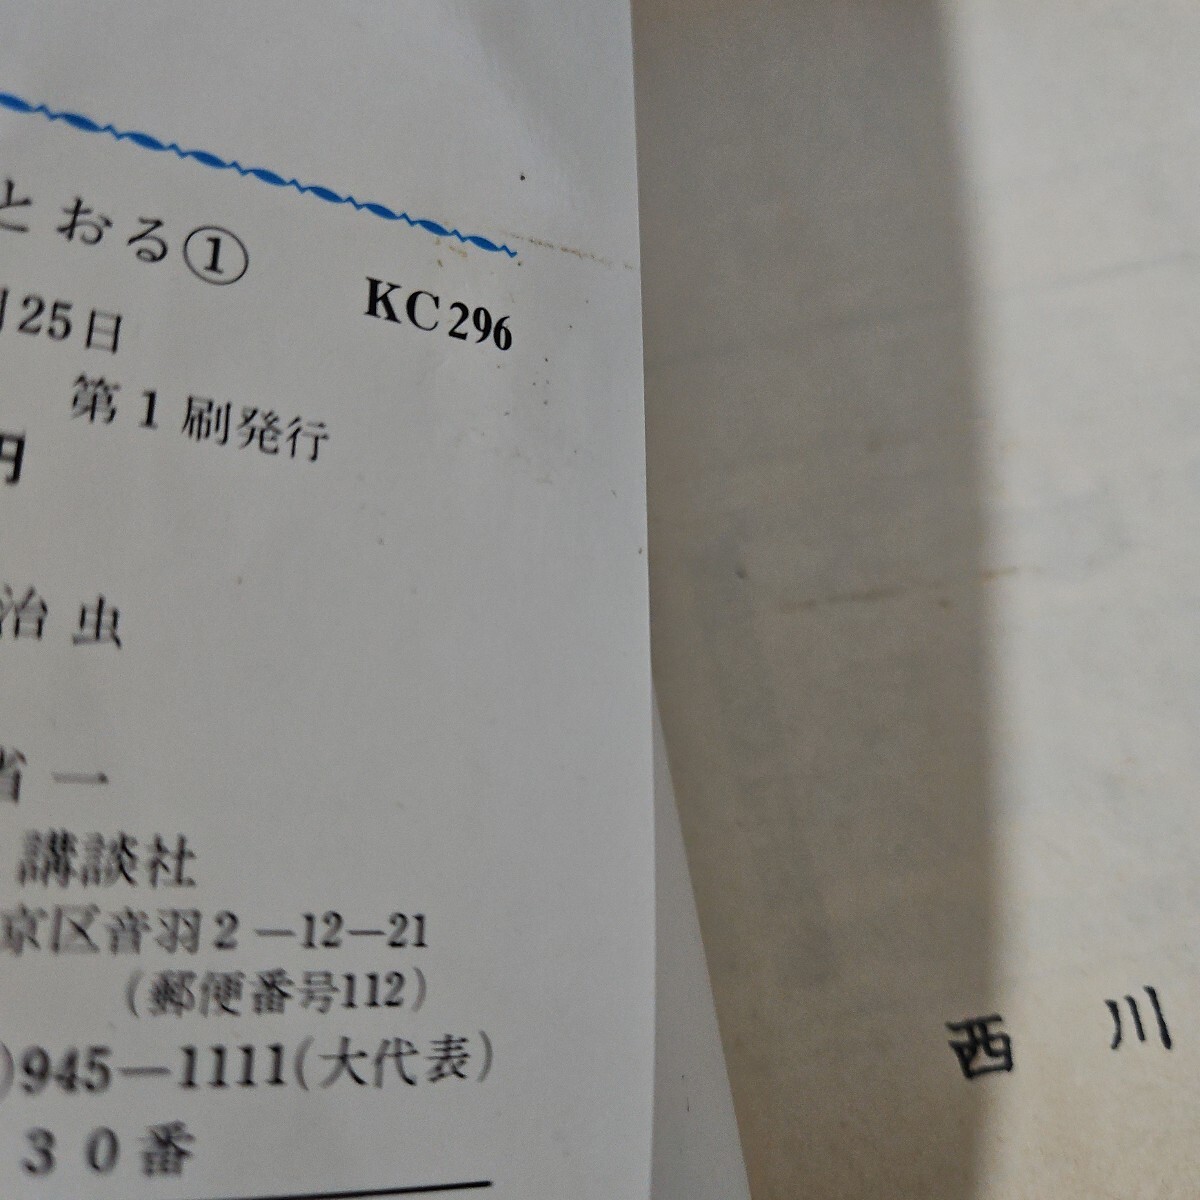 とおる①
KC296
25日
第1刷発行
円
治虫
省一
講談社
京区音羽2-12-21
(郵便番号112)
)945-1111(大代表)
30番
西川